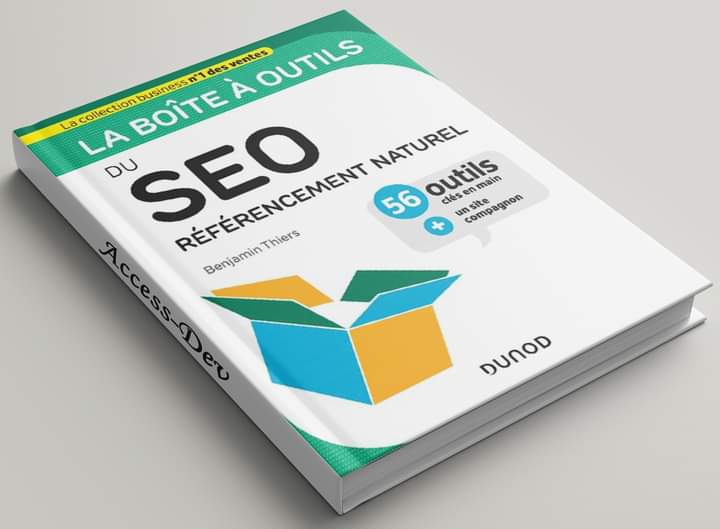 La collection business n°1 des ventes
LA BOÎTE À OUTILS
DU
SEO
RÉFÉRENCEMENT NATUREL
Benjamin Thiers
56 outils
clés en main
+ un site
compagnon
DUNOD
Access-Dev